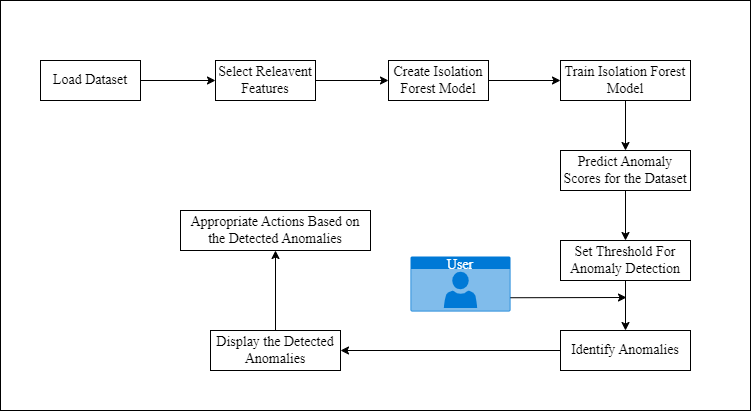 Load Dataset
Select Releavent
Features
Create Isolation
Forest Model
Train Isolation Forest
Model
Predict Anomaly
Scores for the Dataset
Set Threshold For
Anomaly Detection
User
Identify Anomalies
Display the Detected
Anomalies
Appropriate Actions Based on
the Detected Anomalies